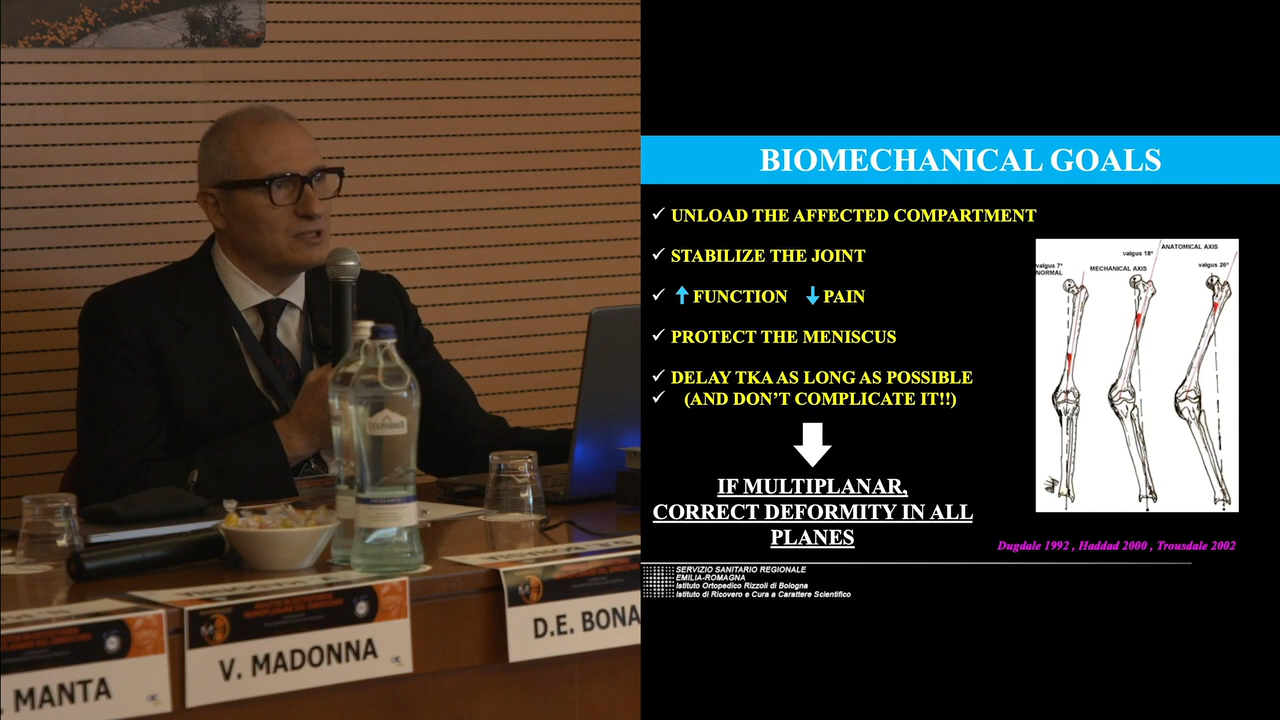 BIOMECHANICAL GOALS
✓ UNLOAD THE AFFECTED COMPARTMENT
✓ STABILIZE THE JOINT
✓ ↑ FUNCTION ↓ PAIN
✓ PROTECT THE MENISCUS
✓ DELAY TKA AS LONG AS POSSIBLE
✓ (AND DON'T COMPLICATE IT!!)
IF MULTIPLANAR,
CORRECT DEFORMITY IN ALL
PLANES
ANATOMICAL AXIS
valgus 18°
valgus 7°
NORMAL
MECHANICAL AXIS
valgus 26°
Dugdale 1992 , Haddad 2000 , Trousdale 2002
SERVIZIO SANITARIO REGIONALE
EMILIA-ROMAGNA
Istituto Ortopedico Rizzoli di Bologna
Istituto di Ricovero e Cura a Carattere Scientifico
MANTA
V. MADONNA
D.E. BONA